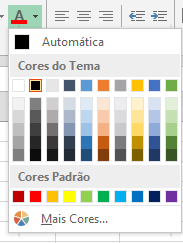 A
Automática
Cores do Tema
Cores Padrão
Mais Cores...